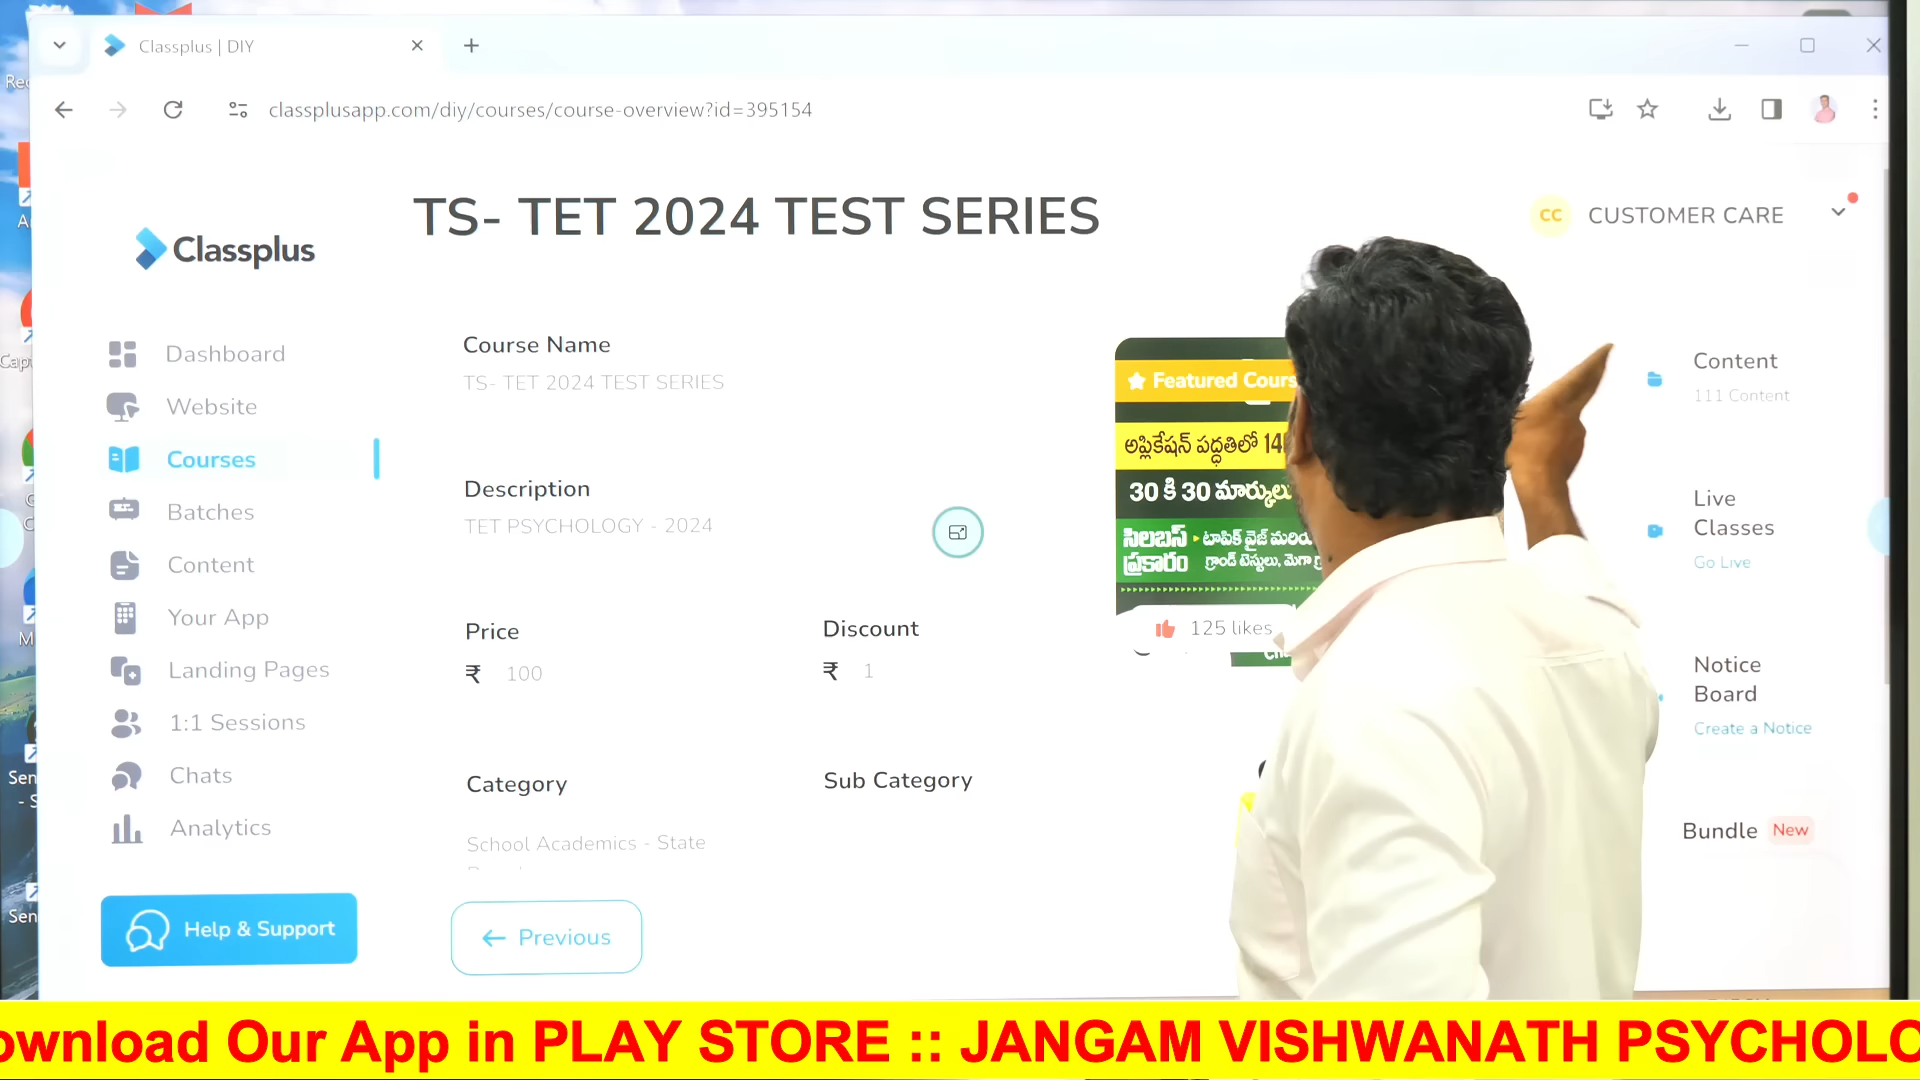 Classplus | DIY
classplusapp.com/diy/courses/course-overview?id=395154
TS- TET 2024 TEST SERIES
CC CUSTOMER CARE
Classplus
Dashboard
Website
Courses
Batches
Content
Your App
Landing Pages
1:1 Sessions
Chats
Analytics
Help & Support
Course Name
TS- TET 2024 TEST SERIES
Description
TET PSYCHOLOGY - 2024
Price
₹ 100
Discount
₹ 1
Category
School Academics - State
Sub Category
Previous
Featured
అప్లికేషన్ పద్ధతిలో
30 కి 30 మార్కులు
సిలబస్ ప్రకారం
టాపిక్ వైజ్
గ్రాండ్ టెస్టులు, మెగా
125 likes
Content
111 Content
Live
Classes
Go Live
Notice
Board
Create a Notice
Bundle New
ownload Our App in PLAY STORE :: JANGAM VISHWANATH PSYCHOLO